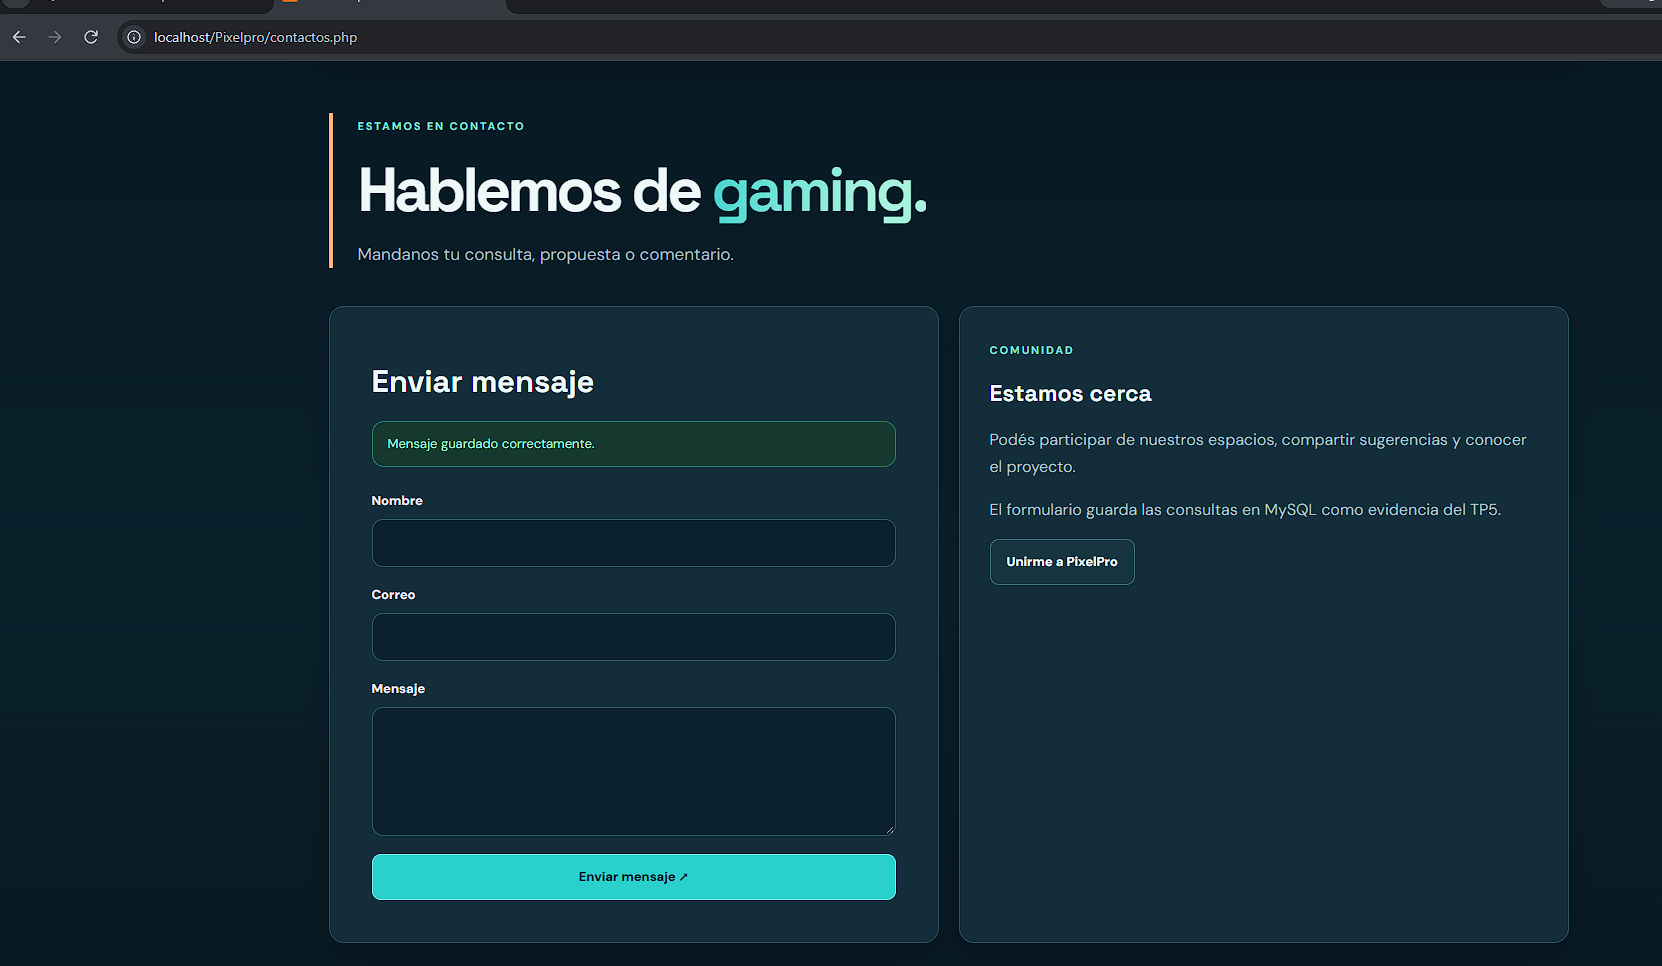 localhost/Pixelpro/contactos.php
ESTAMOS EN CONTACTO
Hablemos de gaming.
Mandanos tu consulta, propuesta o comentario.
Enviar mensaje
Mensaje guardado correctamente.
Nombre
Correo
Mensaje
Enviar mensaje ↗
COMUNIDAD
Estamos cerca
Podés participar de nuestros espacios, compartir sugerencias y conocer
el proyecto.
El formulario guarda las consultas en MySQL como evidencia del TP5.
Unirme a PixelPro